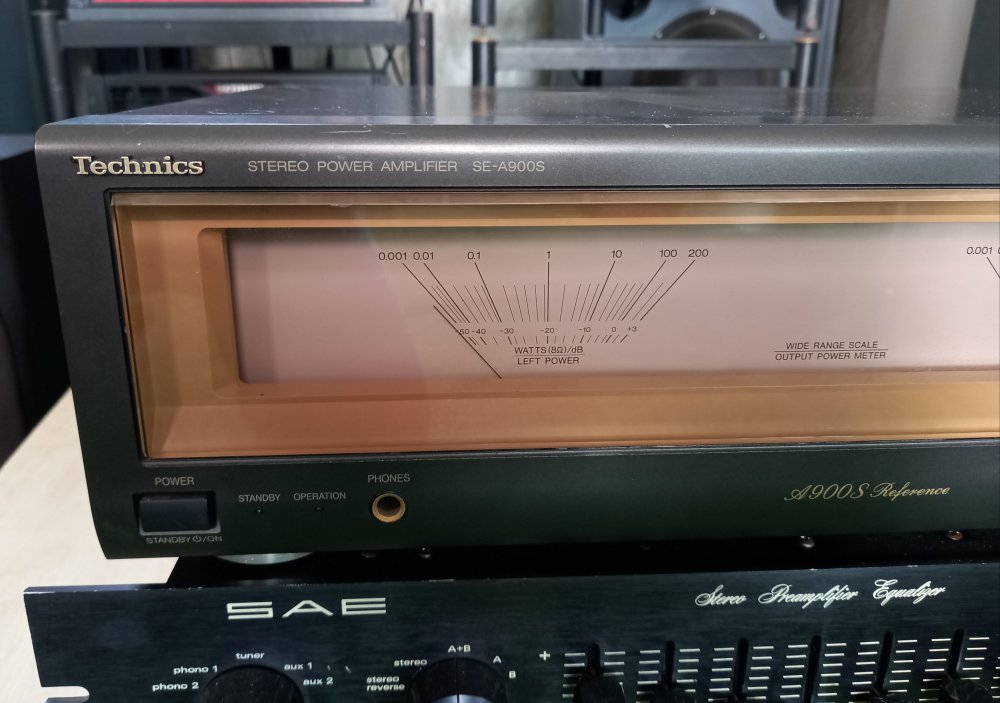 Technics STEREO POWER AMPLIFIER SE-A900S
0.001 0.01 0.1 1 10 100 200 0.001
-60 -40 -30 -20 -10 0 +3
WATTS(8Ω)/dB
LEFT POWER
WIDE RANGE SCALE
OUTPUT POWER METER
POWER
STANDBY OPERATION PHONES
STANDBY ⏻/ON
A900S Reference
SAE Stereo Preamplifier Equalizer
phono 1 tuner aux 1 stereo A+B A +
phono 2 aux 2 stereo reverse B